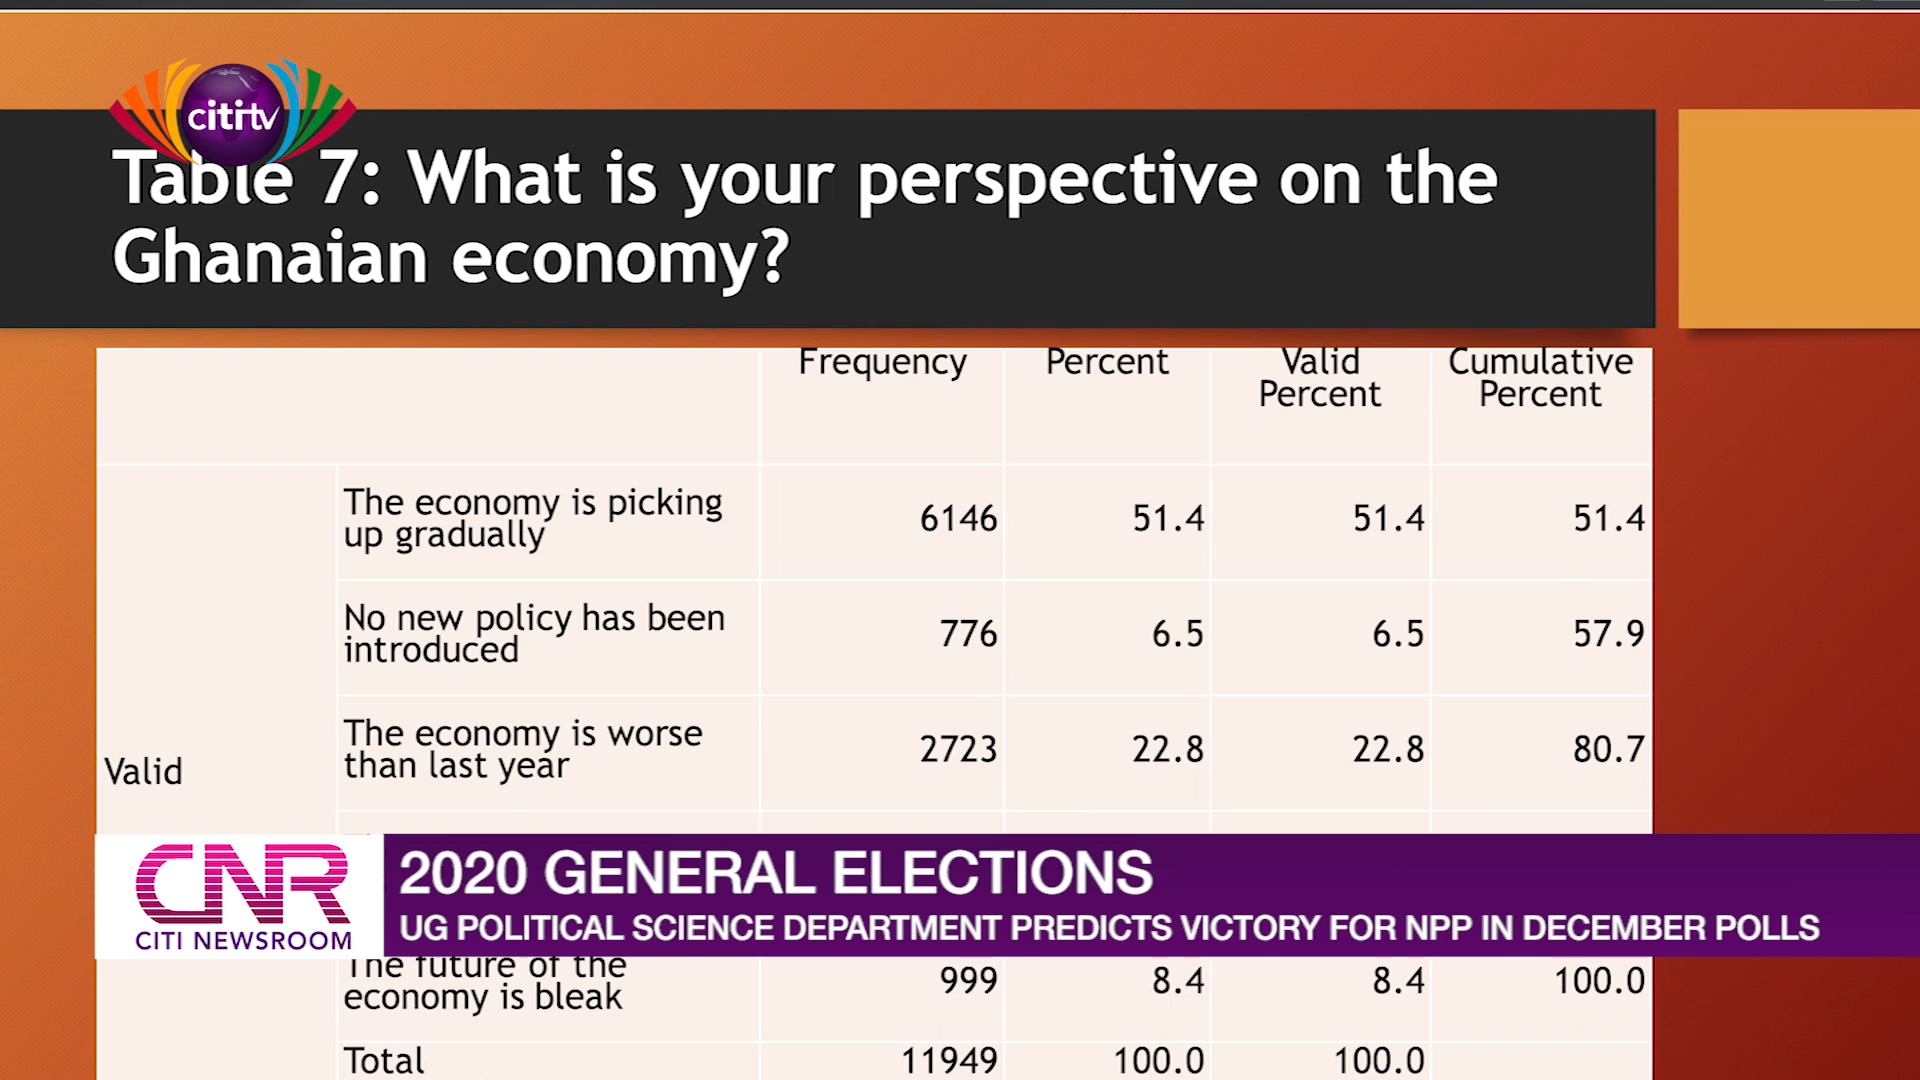 citi tv
Table 7: What is your perspective on the
Ghanaian economy?
Frequency Percent Valid Percent Cumulative Percent
The economy is picking
up gradually 6146 51.4 51.4 51.4
No new policy has been
introduced 776 6.5 6.5 57.9
Valid
The economy is worse
than last year 2723 22.8 22.8 80.7
CNR
CITI NEWSROOM
2020 GENERAL ELECTIONS
UG POLITICAL SCIENCE DEPARTMENT PREDICTS VICTORY FOR NPP IN DECEMBER POLLS
The future of the
economy is bleak 999 8.4 8.4 100.0
Total 11949 100.0 100.0